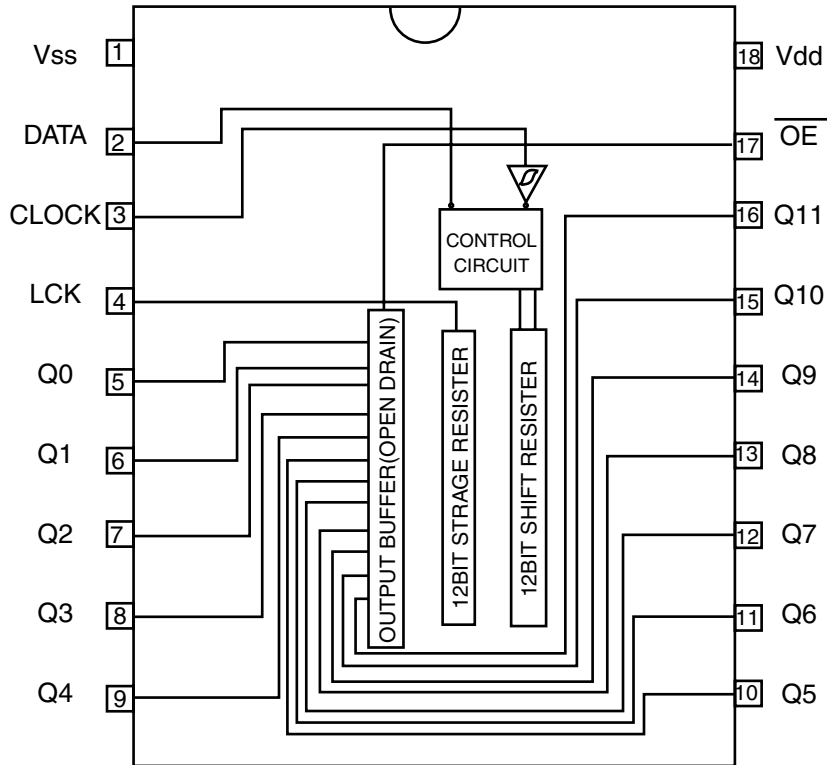 Vss 1
18 Vdd
DATA 2
17 OE
CLOCK 3
16 Q11
CONTROL
CIRCUIT
LCK 4
15 Q10
OUTPUT BUFFER(OPEN DRAIN)
12BIT STRAGE RESISTER
12BIT SHIFT RESISTER
Q0 5
14 Q9
Q1 6
13 Q8
Q2 7
12 Q7
Q3 8
11 Q6
Q4 9
10 Q5